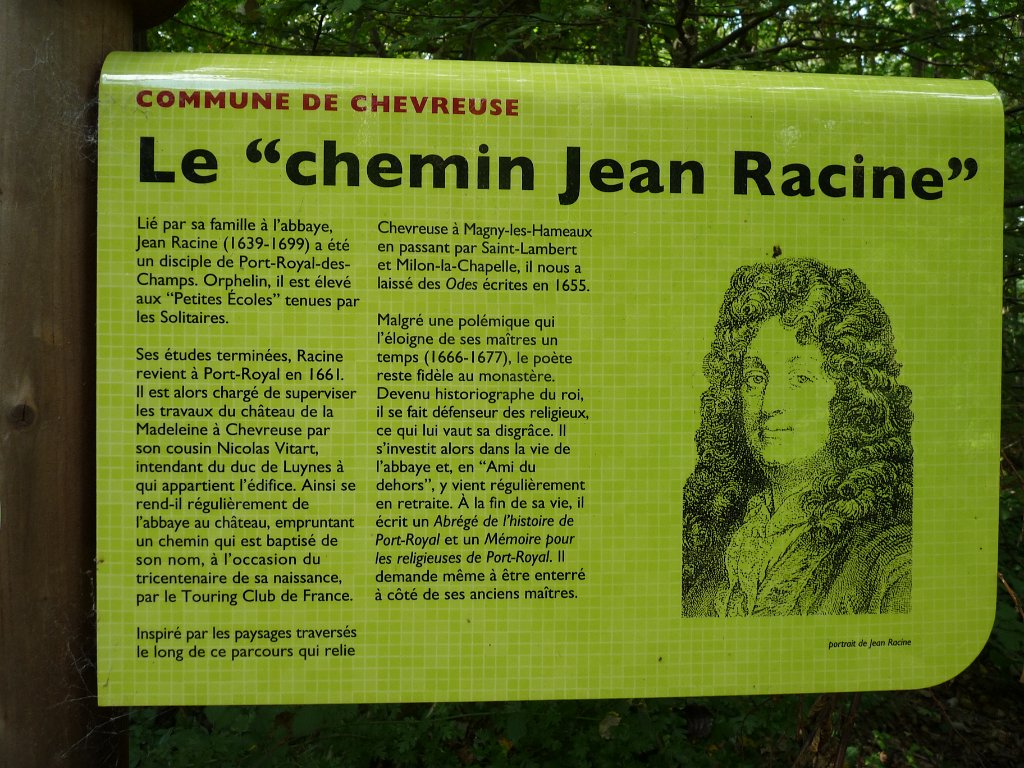 COMMUNE DE CHEVREUSE
Le “chemin Jean Racine”
Lié par sa famille à l’abbaye,
Jean Racine (1639-1699) a été
un disciple de Port-Royal-des-
Champs. Orphelin, il est élevé
aux “Petites Écoles” tenues par
les Solitaires.
Ses études terminées, Racine
revient à Port-Royal en 1661.
Il est alors chargé de superviser
les travaux du château de la
Madeleine à Chevreuse par
son cousin Nicolas Vitart,
intendant du duc de Luynes à
qui appartient l’édifice. Ainsi se
rend-il régulièrement de
l’abbaye au château, empruntant
un chemin qui est baptisé de
son nom, à l’occasion du
tricentenaire de sa naissance,
par le Touring Club de France.
Inspiré par les paysages traversés
le long de ce parcours qui relie
Chevreuse à Magny-les-Hameaux
en passant par Saint-Lambert
et Milon-la-Chapelle, il nous a
laissé des Odes écrites en 1655.
Malgré une polémique qui
l’éloigne de ses maîtres un
temps (1666-1677), le poète
reste fidèle au monastère.
Devenu historiographe du roi,
il se fait défenseur des religieux,
ce qui lui vaut sa disgrâce. Il
s’investit alors dans la vie de
l’abbaye et, en “Ami du
dehors”, y vient régulièrement
en retraite. À la fin de sa vie, il
écrit un Abrégé de l’histoire de
Port-Royal et un Mémoire pour
les religieuses de Port-Royal. Il
demande même à être enterré
à côté de ses anciens maîtres.
portrait de Jean Racine